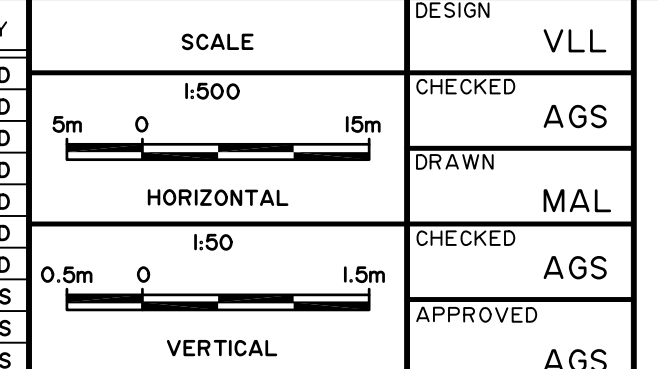 Y
D
D
D
D
D
D
D
S
S
S
SCALE
1:500
5m 0 15m
HORIZONTAL
1:50
0.5m 0 1.5m
VERTICAL
DESIGN
VLL
CHECKED
AGS
DRAWN
MAL
CHECKED
AGS
APPROVED
AGS